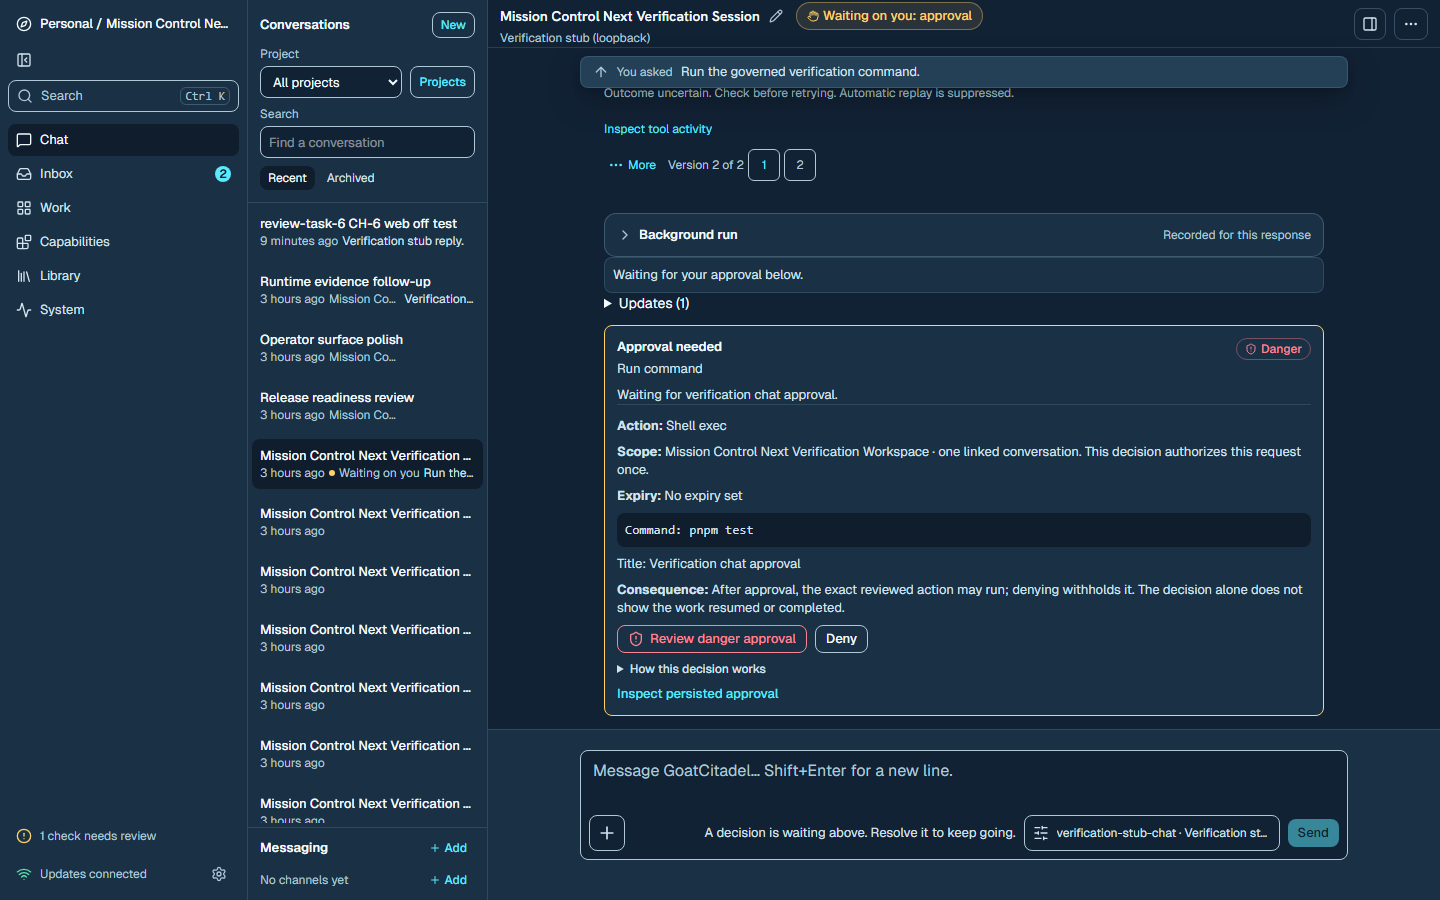 Personal / Mission Control Ne...
Search
Ctrl K
Chat
Inbox
2
Work
Capabilities
Library
System
1 check needs review
Updates connected
Conversations
New
Project
All projects
Projects
Search
Find a conversation
Recent
Archived
review-task-6 CH-6 web off test
9 minutes ago Verification stub reply.
Runtime evidence follow-up
3 hours ago Mission Co... Verification...
Operator surface polish
3 hours ago Mission Co...
Release readiness review
3 hours ago Mission Co...
Mission Control Next Verification ...
3 hours ago Waiting on you Run the...
Mission Control Next Verification ...
3 hours ago
Mission Control Next Verification ...
3 hours ago
Mission Control Next Verification ...
3 hours ago
Mission Control Next Verification ...
3 hours ago
Mission Control Next Verification ...
3 hours ago
Mission Control Next Verification ...
3 hours ago
Messaging
+ Add
No channels yet
+ Add
Mission Control Next Verification Session
Waiting on you: approval
Verification stub (loopback)
You asked Run the governed verification command.
Outcome uncertain. Check before retrying. Automatic replay is suppressed.
Inspect tool activity
... More Version 2 of 2 1 2
Background run
Recorded for this response
Waiting for your approval below.
Updates (1)
Approval needed
Danger
Run command
Waiting for verification chat approval.
Action: Shell exec
Scope: Mission Control Next Verification Workspace · one linked conversation. This decision authorizes this request
once.
Expiry: No expiry set
Command: pnpm test
Title: Verification chat approval
Consequence: After approval, the exact reviewed action may run; denying withholds it. The decision alone does not
show the work resumed or completed.
Review danger approval
Deny
How this decision works
Inspect persisted approval
Message GoatCitadel... Shift+Enter for a new line.
A decision is waiting above. Resolve it to keep going.
verification-stub-chat · Verification st...
Send